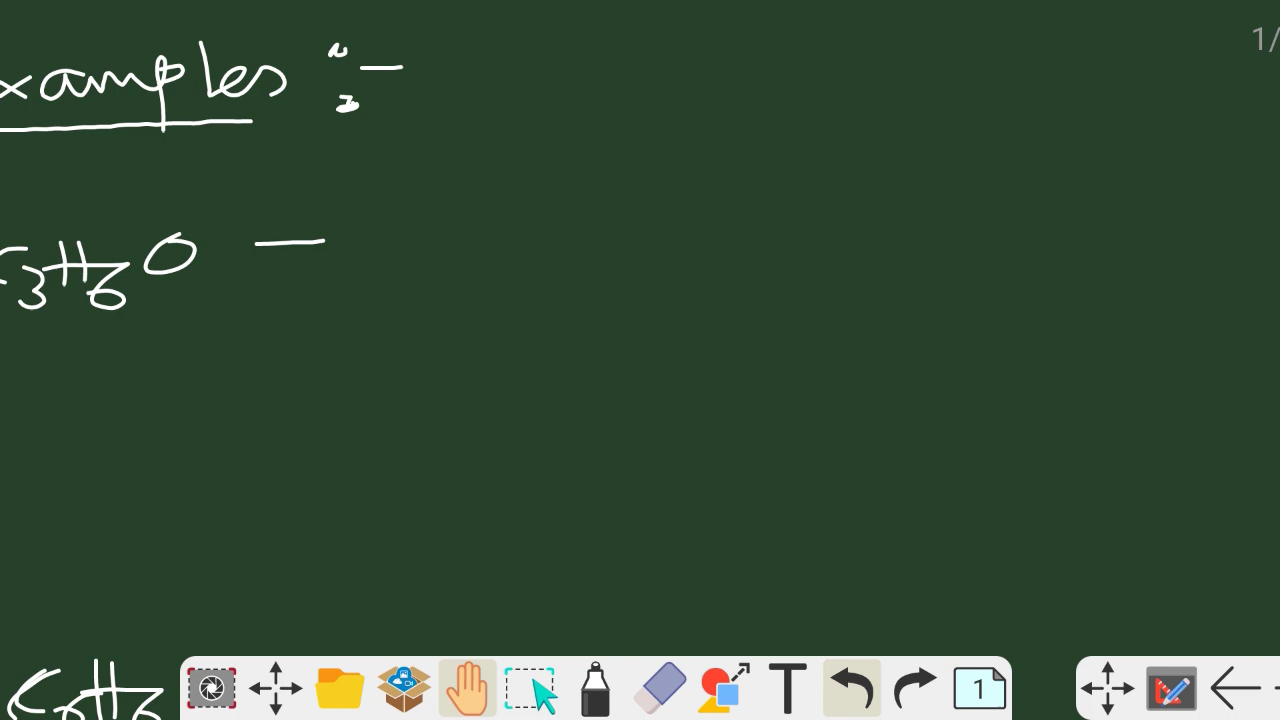 xamples :-
C3H6O —
1/
T
1